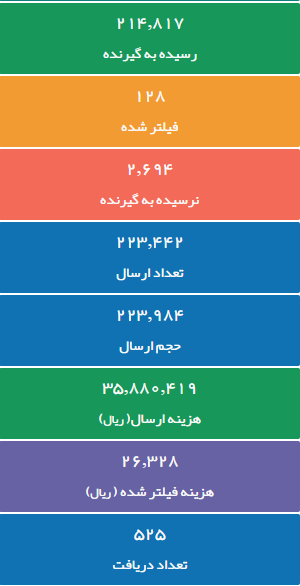 ۲۱۴,۸۱۷
رسیده به گیرنده
۱۲۸
فیلتر شده
۲,۶۹۴
نرسیده به گیرنده
۲۲۳,۴۴۲
تعداد ارسال
۲۲۳,۹۸۴
حجم ارسال
۳۵,۸۸۰,۴۱۹
هزینه ارسال( ریال)
۲۶,۳۲۸
هزینه فیلتر شده ( ریال)
۵۲۵
تعداد دریافت